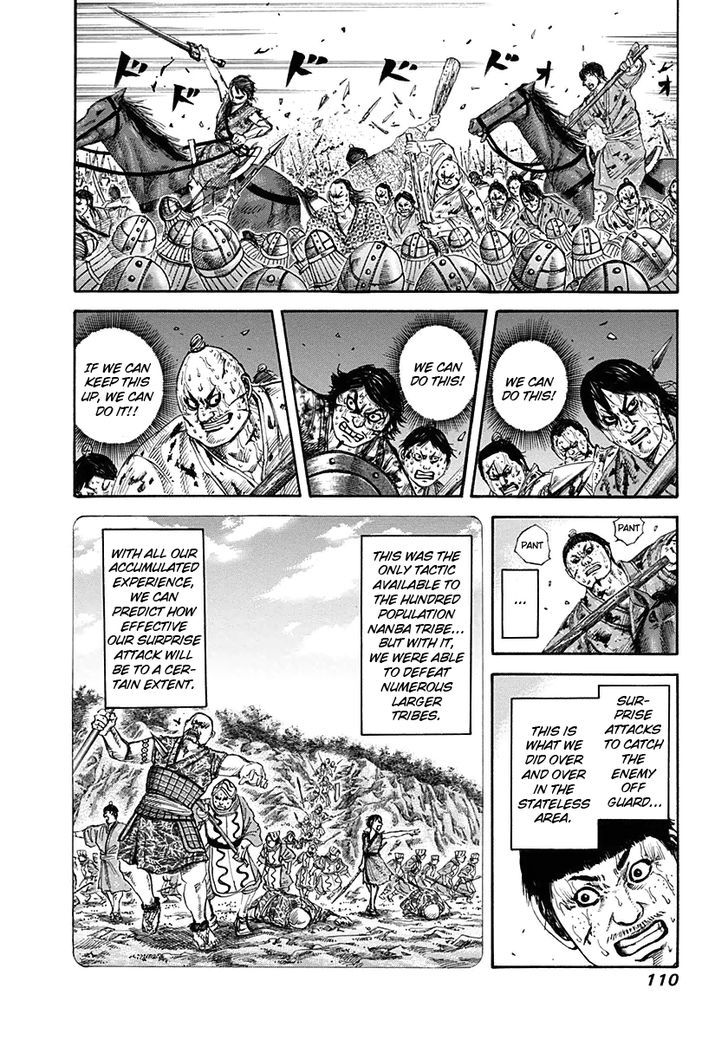 オ
ド
ド
ド
ド
WE CAN
DO THIS!
WE CAN
DO THIS!
IF WE CAN
KEEP THIS
UP, WE CAN
DO IT!!
PANT
PANT
...
SUR-
PRISE
ATTACKS
TO CATCH
THE
ENEMY
OFF
GUARD...
THIS IS
WHAT WE
DID OVER
AND OVER
IN THE
STATELESS
AREA.
THIS WAS THE
ONLY TACTIC
AVAILABLE TO
THE HUNDRED
POPULATION
NANBA TRIBE...
BUT WITH IT,
WE WERE ABLE
TO DEFEAT
NUMEROUS
LARGER
TRIBES.
WITH ALL OUR
ACCUMULATED
EXPERIENCE,
WE CAN
PREDICT HOW
EFFECTIVE
OUR SURPRISE
ATTACK WILL
BE TO A CER-
TAIN EXTENT.
110